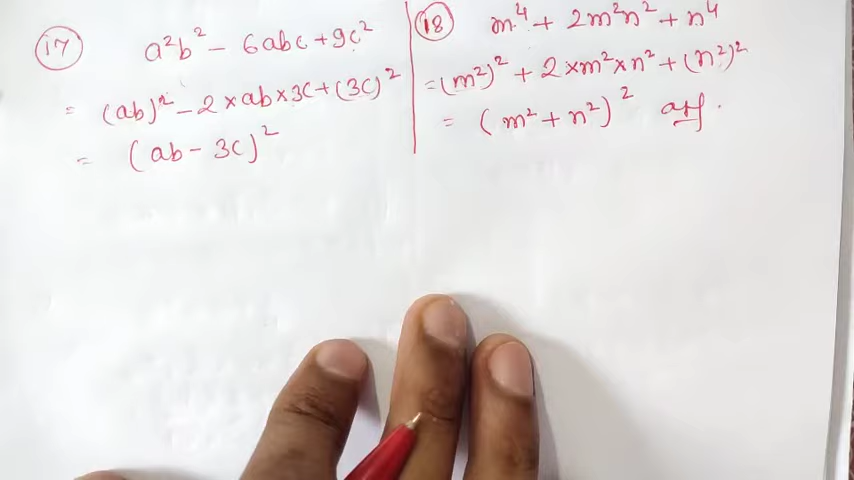 17 a²b² - 6abc + 9c²
= (ab)² - 2 × ab × 3c + (3c)²
= (ab - 3c)²
18 m⁴ + 2m²n² + n⁴
= (m²)² + 2 × m² × n² + (n²)²
= (m² + n²)²